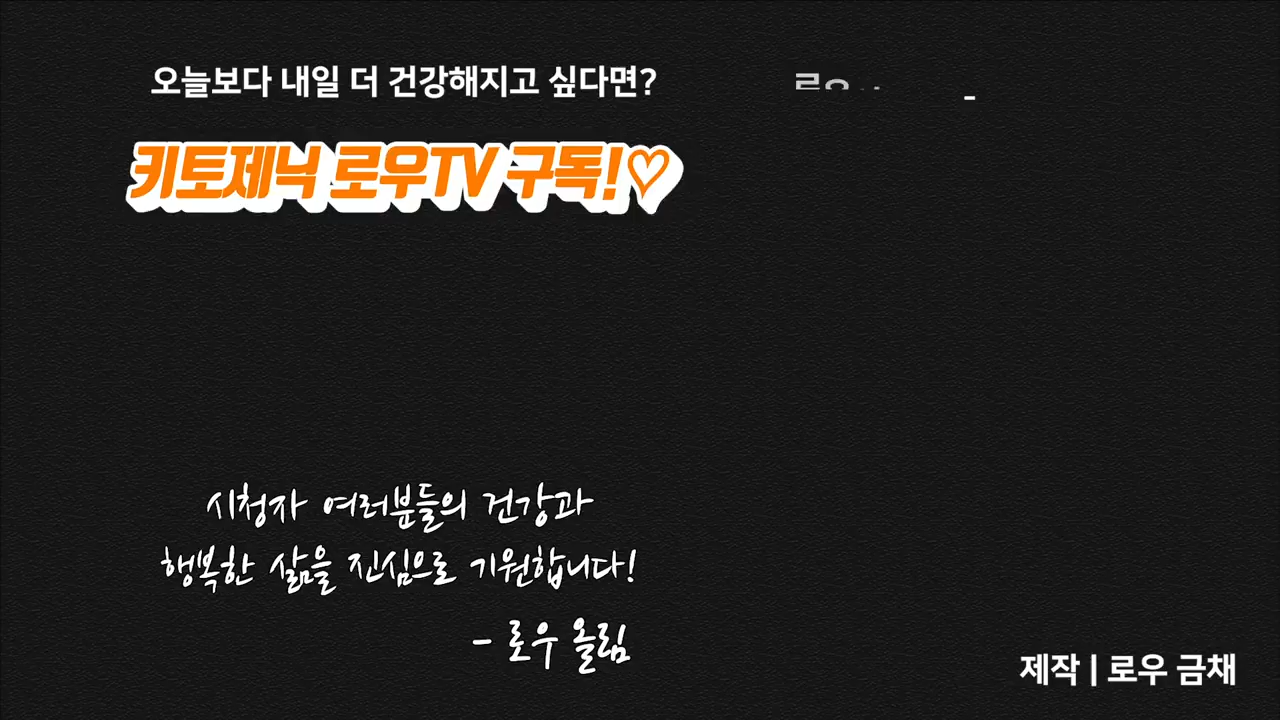 오늘보다 내일 더 건강해지고 싶다면?
키토제닉 로우TV 구독!♡
시청자 여러분들의 건강과
행복한 삶을 진심으로 기원합니다!
- 로우 올림
제작 | 로우 금채